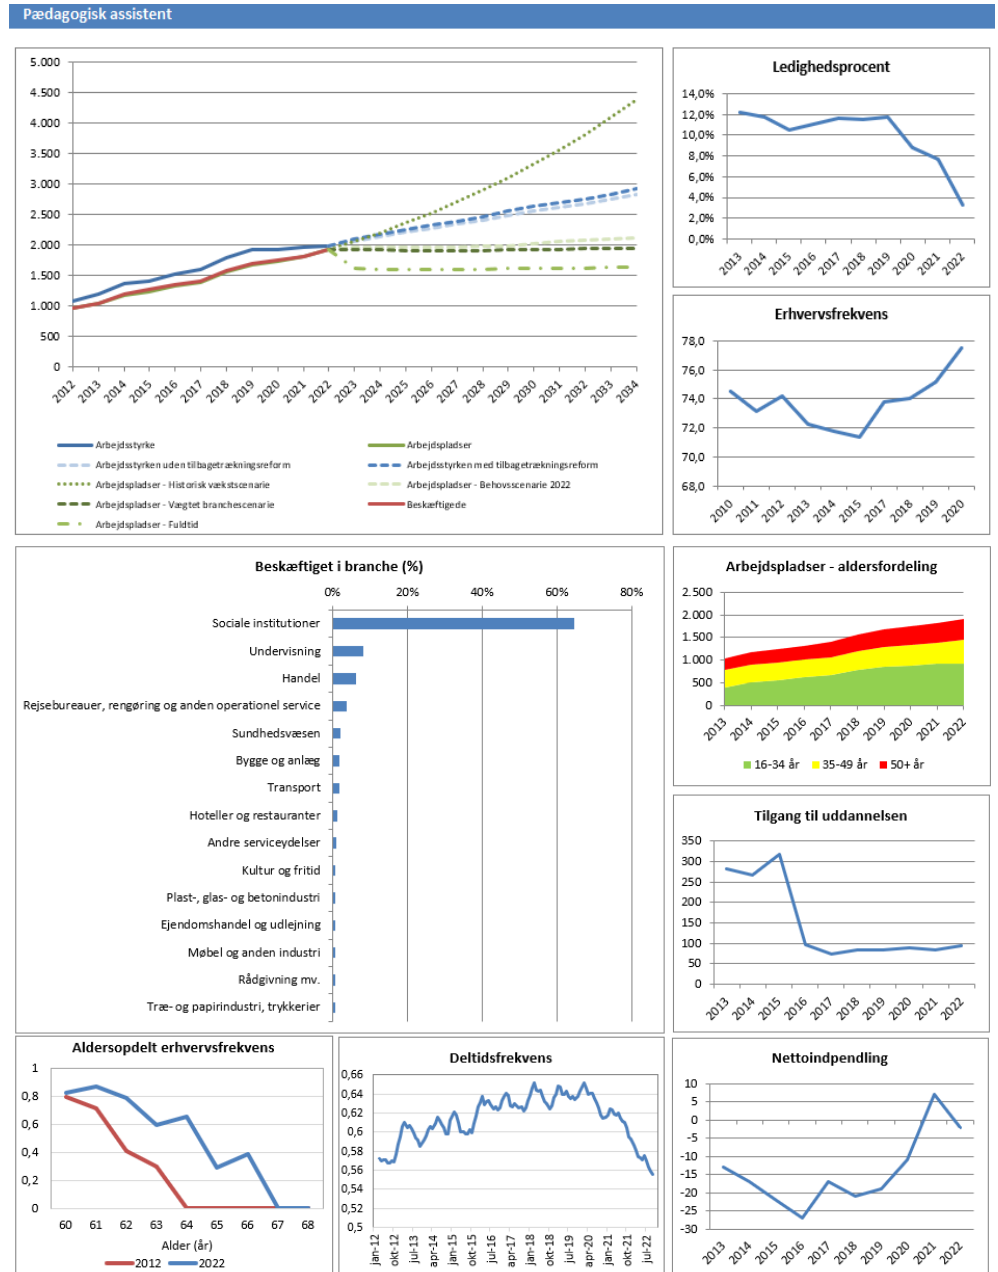 Pædagogisk assistent
5.000
4.500
4.000
3.500
3.000
2.500
2.000
1.500
1.000
500
0
2012 2013 2014 2015 2016 2017 2018 2019 2020 2021 2022 2023 2024 2025 2026 2027 2028 2029 2030 2031 2032 2033 2034
Arbejdsstyrke Arbejdspladser
Arbejdsstyrken uden tilbagetrækningsreform Arbejdsstyrken med tilbagetrækningsreform
Arbejdspladser - Historisk vækstscenarie Arbejdspladser - Behovsscenarie 2022
Arbejdspladser - Vægtet branchescenarie Beskæftigede
Arbejdspladser - Fuldtid
Ledighedsprocent
14,0%
12,0%
10,0%
8,0%
6,0%
4,0%
2,0%
0,0%
2013 2014 2015 2016 2017 2018 2019 2020 2021 2022
Erhvervsfrekvens
78,0
76,0
74,0
72,0
70,0
68,0
2010 2011 2012 2013 2014 2015 2017 2018 2019 2020
Beskæftiget i branche (%)
0% 20% 40% 60% 80%
Sociale institutioner
Undervisning
Handel
Rejsebureauer, rengøring og anden operationel service
Sundhedsvæsen
Bygge og anlæg
Transport
Hoteller og restauranter
Andre serviceydelser
Kultur og fritid
Plast-, glas- og betonindustri
Ejendomshandel og udlejning
Møbel og anden industri
Rådgivning mv.
Træ- og papirindustri, trykkerier
Arbejdspladser - aldersfordeling
2.500
2.000
1.500
1.000
500
0
2013 2014 2015 2016 2017 2018 2019 2020 2021 2022
16-34 år 35-49 år 50+ år
Tilgang til uddannelsen
350
300
250
200
150
100
50
0
2013 2014 2015 2016 2017 2018 2019 2020 2021 2022
Aldersopdelt erhvervsfrekvens
1
0,8
0,6
0,4
0,2
0
60 61 62 63 64 65 66 67 68
Alder (år)
2012 2022
Deltidsfrekvens
0,66
0,64
0,62
0,6
0,58
0,56
0,54
0,52
0,5
jan-12 okt-12 jul-13 apr-14 jan-15 okt-15 jul-16 apr-17 jan-18 okt-18 jul-19 apr-20 jan-21 okt-21 jul-22
Nettoindpendling
10
5
0
-5
-10
-15
-20
-25
-30
2013 2014 2015 2016 2017 2018 2019 2020 2021 2022